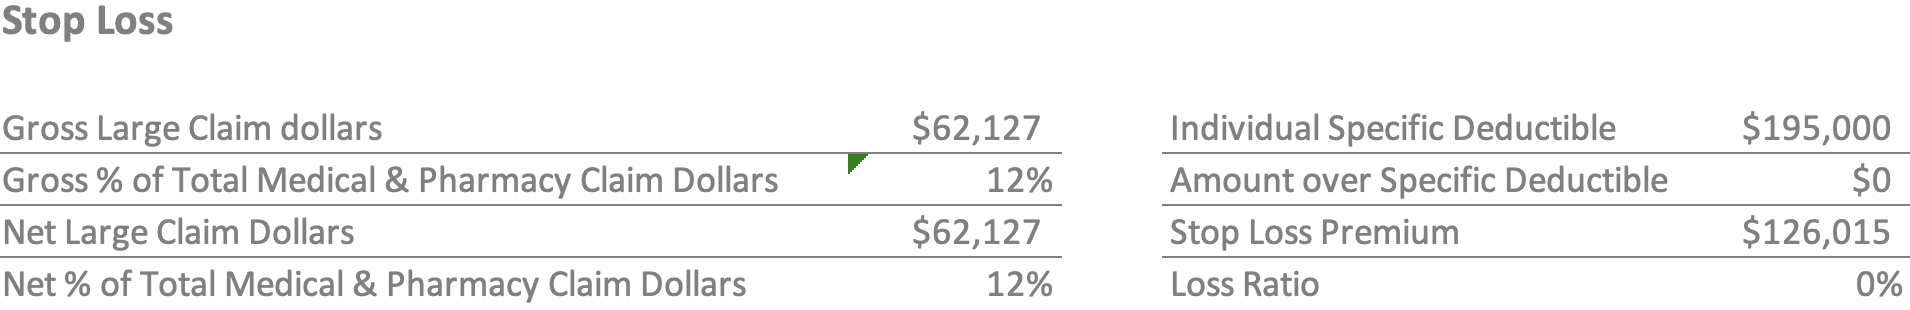 Stop Loss
Gross Large Claim dollars $62,127
Gross % of Total Medical & Pharmacy Claim Dollars 12%
Net Large Claim Dollars $62,127
Net % of Total Medical & Pharmacy Claim Dollars 12%
Individual Specific Deductible $195,000
Amount over Specific Deductible $0
Stop Loss Premium $126,015
Loss Ratio 0%